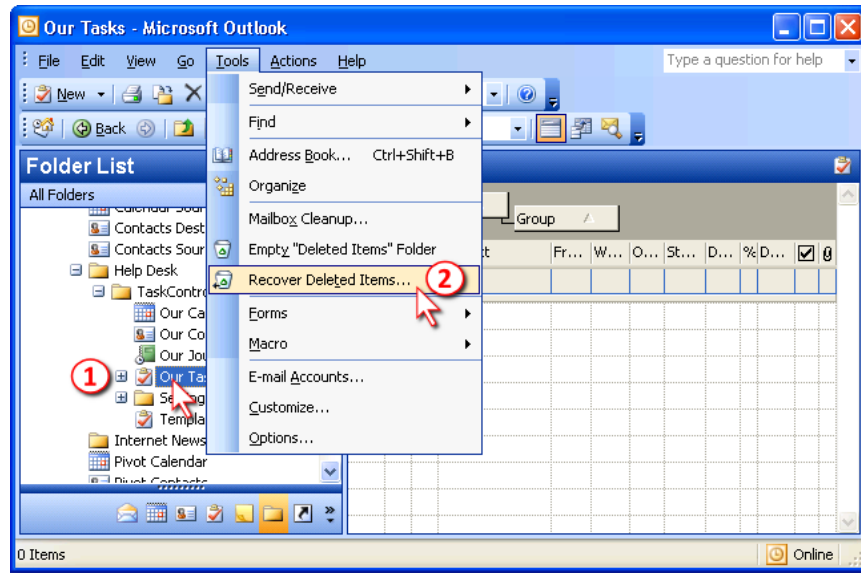 Our Tasks - Microsoft Outlook
File Edit View Go Tools Actions Help Type a question for help
New
Back
Send/Receive
Find
Address Book... Ctrl+Shift+B
Organize
Mailbox Cleanup...
Empty "Deleted Items" Folder
Recover Deleted Items... 2
Forms
Macro
E-mail Accounts...
Customize...
Options...
Folder List
All Folders
Contacts Dest
Contacts Sour
Help Desk
TaskContro
Our Ca
Our Co
Our Jou
1 Our Ta
Templa
Internet News
Pivot Calendar
Group
Fr... W... O... St... D... % D...
0 Items Online